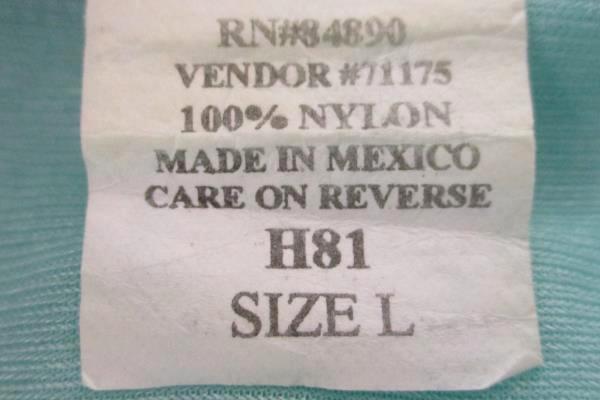 RN#84890
VENDOR #71175
100% NYLON
MADE IN MEXICO
CARE ON REVERSE
H81
SIZE L